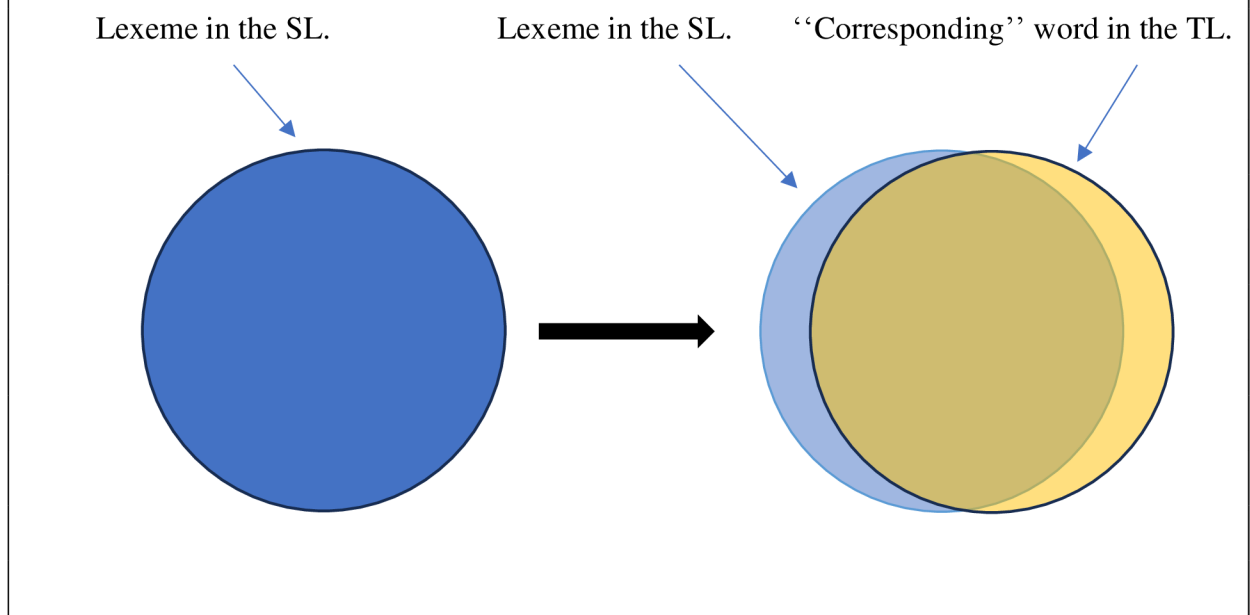 Lexeme in the SL.
Lexeme in the SL.
‘‘Corresponding’’ word in the TL.